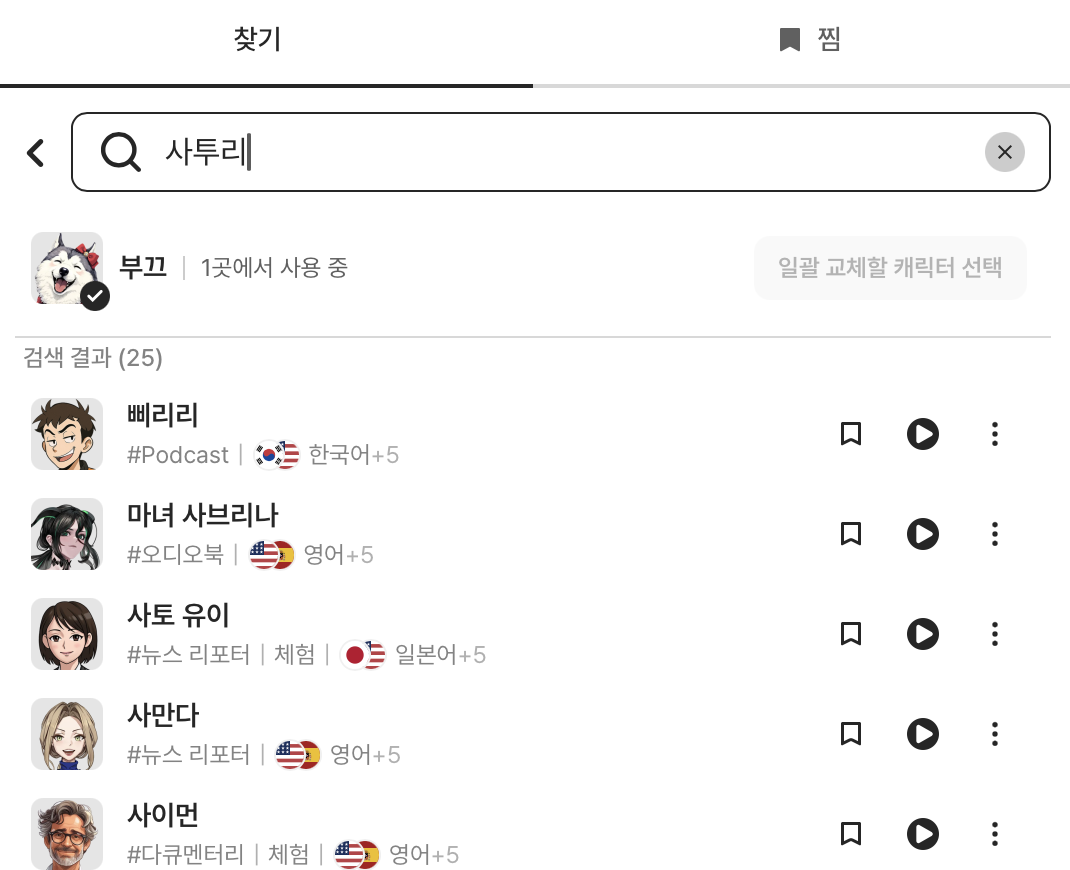 찾기
찜
사투리
부끄 | 1곳에서 사용 중
일괄 교체할 캐릭터 선택
검색 결과 (25)
삐리리
#Podcast | 한국어+5
마녀 사브리나
#오디오북 | 영어+5
사토 유이
#뉴스 리포터 | 체험 | 일본어+5
사만다
#뉴스 리포터 | 영어+5
사이먼
#다큐멘터리 | 체험 | 영어+5